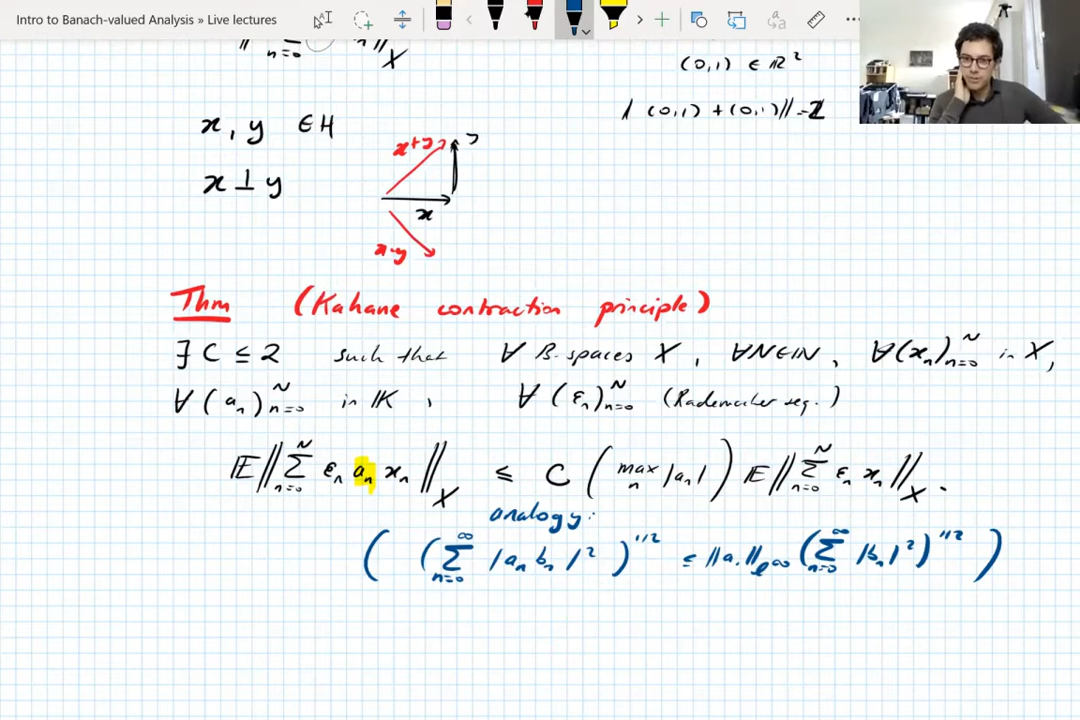 Intro to Banach-valued Analysis » Live lectures
n=0
X
(0,1) ∈ ℝ²
x, y ∈ H
x ⊥ y
x+y
y
x
x-y
Thm (Kahane contraction principle)
∃ C ≤ 2 such that ∀ B-spaces X, ∀N∈ℕ, ∀(xₙ)ₙ₌₀ᴺ in X,
∀ (aₙ)ₙ₌₀ᴺ in 𝕂, ∀ (εₙ)ₙ₌₀ᴺ (Rademacher seq.)
𝔼‖∑ₙ₌₀ᴺ εₙ aₙ xₙ‖_X ≤ C (max_n |aₙ|) 𝔼‖∑ₙ₌₀ᴺ εₙ xₙ‖_X.
analogy:
( (∑_{n=0}^∞ |aₙ bₙ|²)^{1/2} ≤ ‖a.‖_{ℓ^∞} (∑_{n=0}^∞ |bₙ|²)^{1/2} )